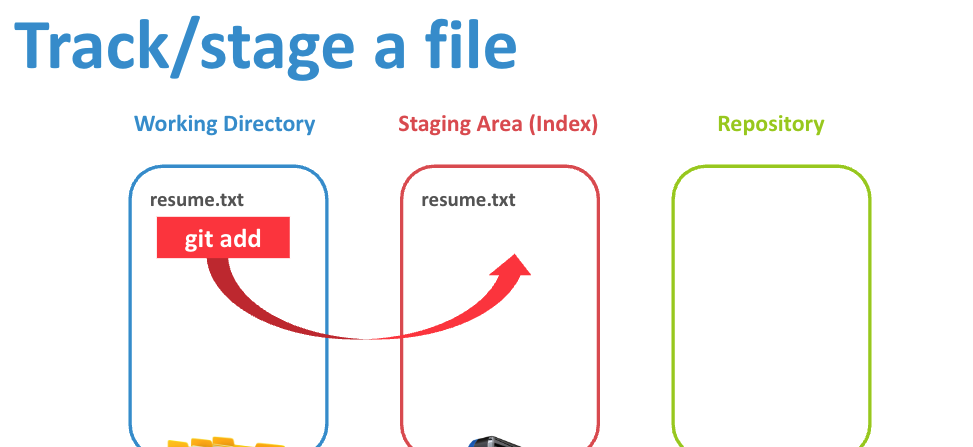 Track/stage a file
Working Directory
Staging Area (Index)
Repository
resume.txt
resume.txt
git add